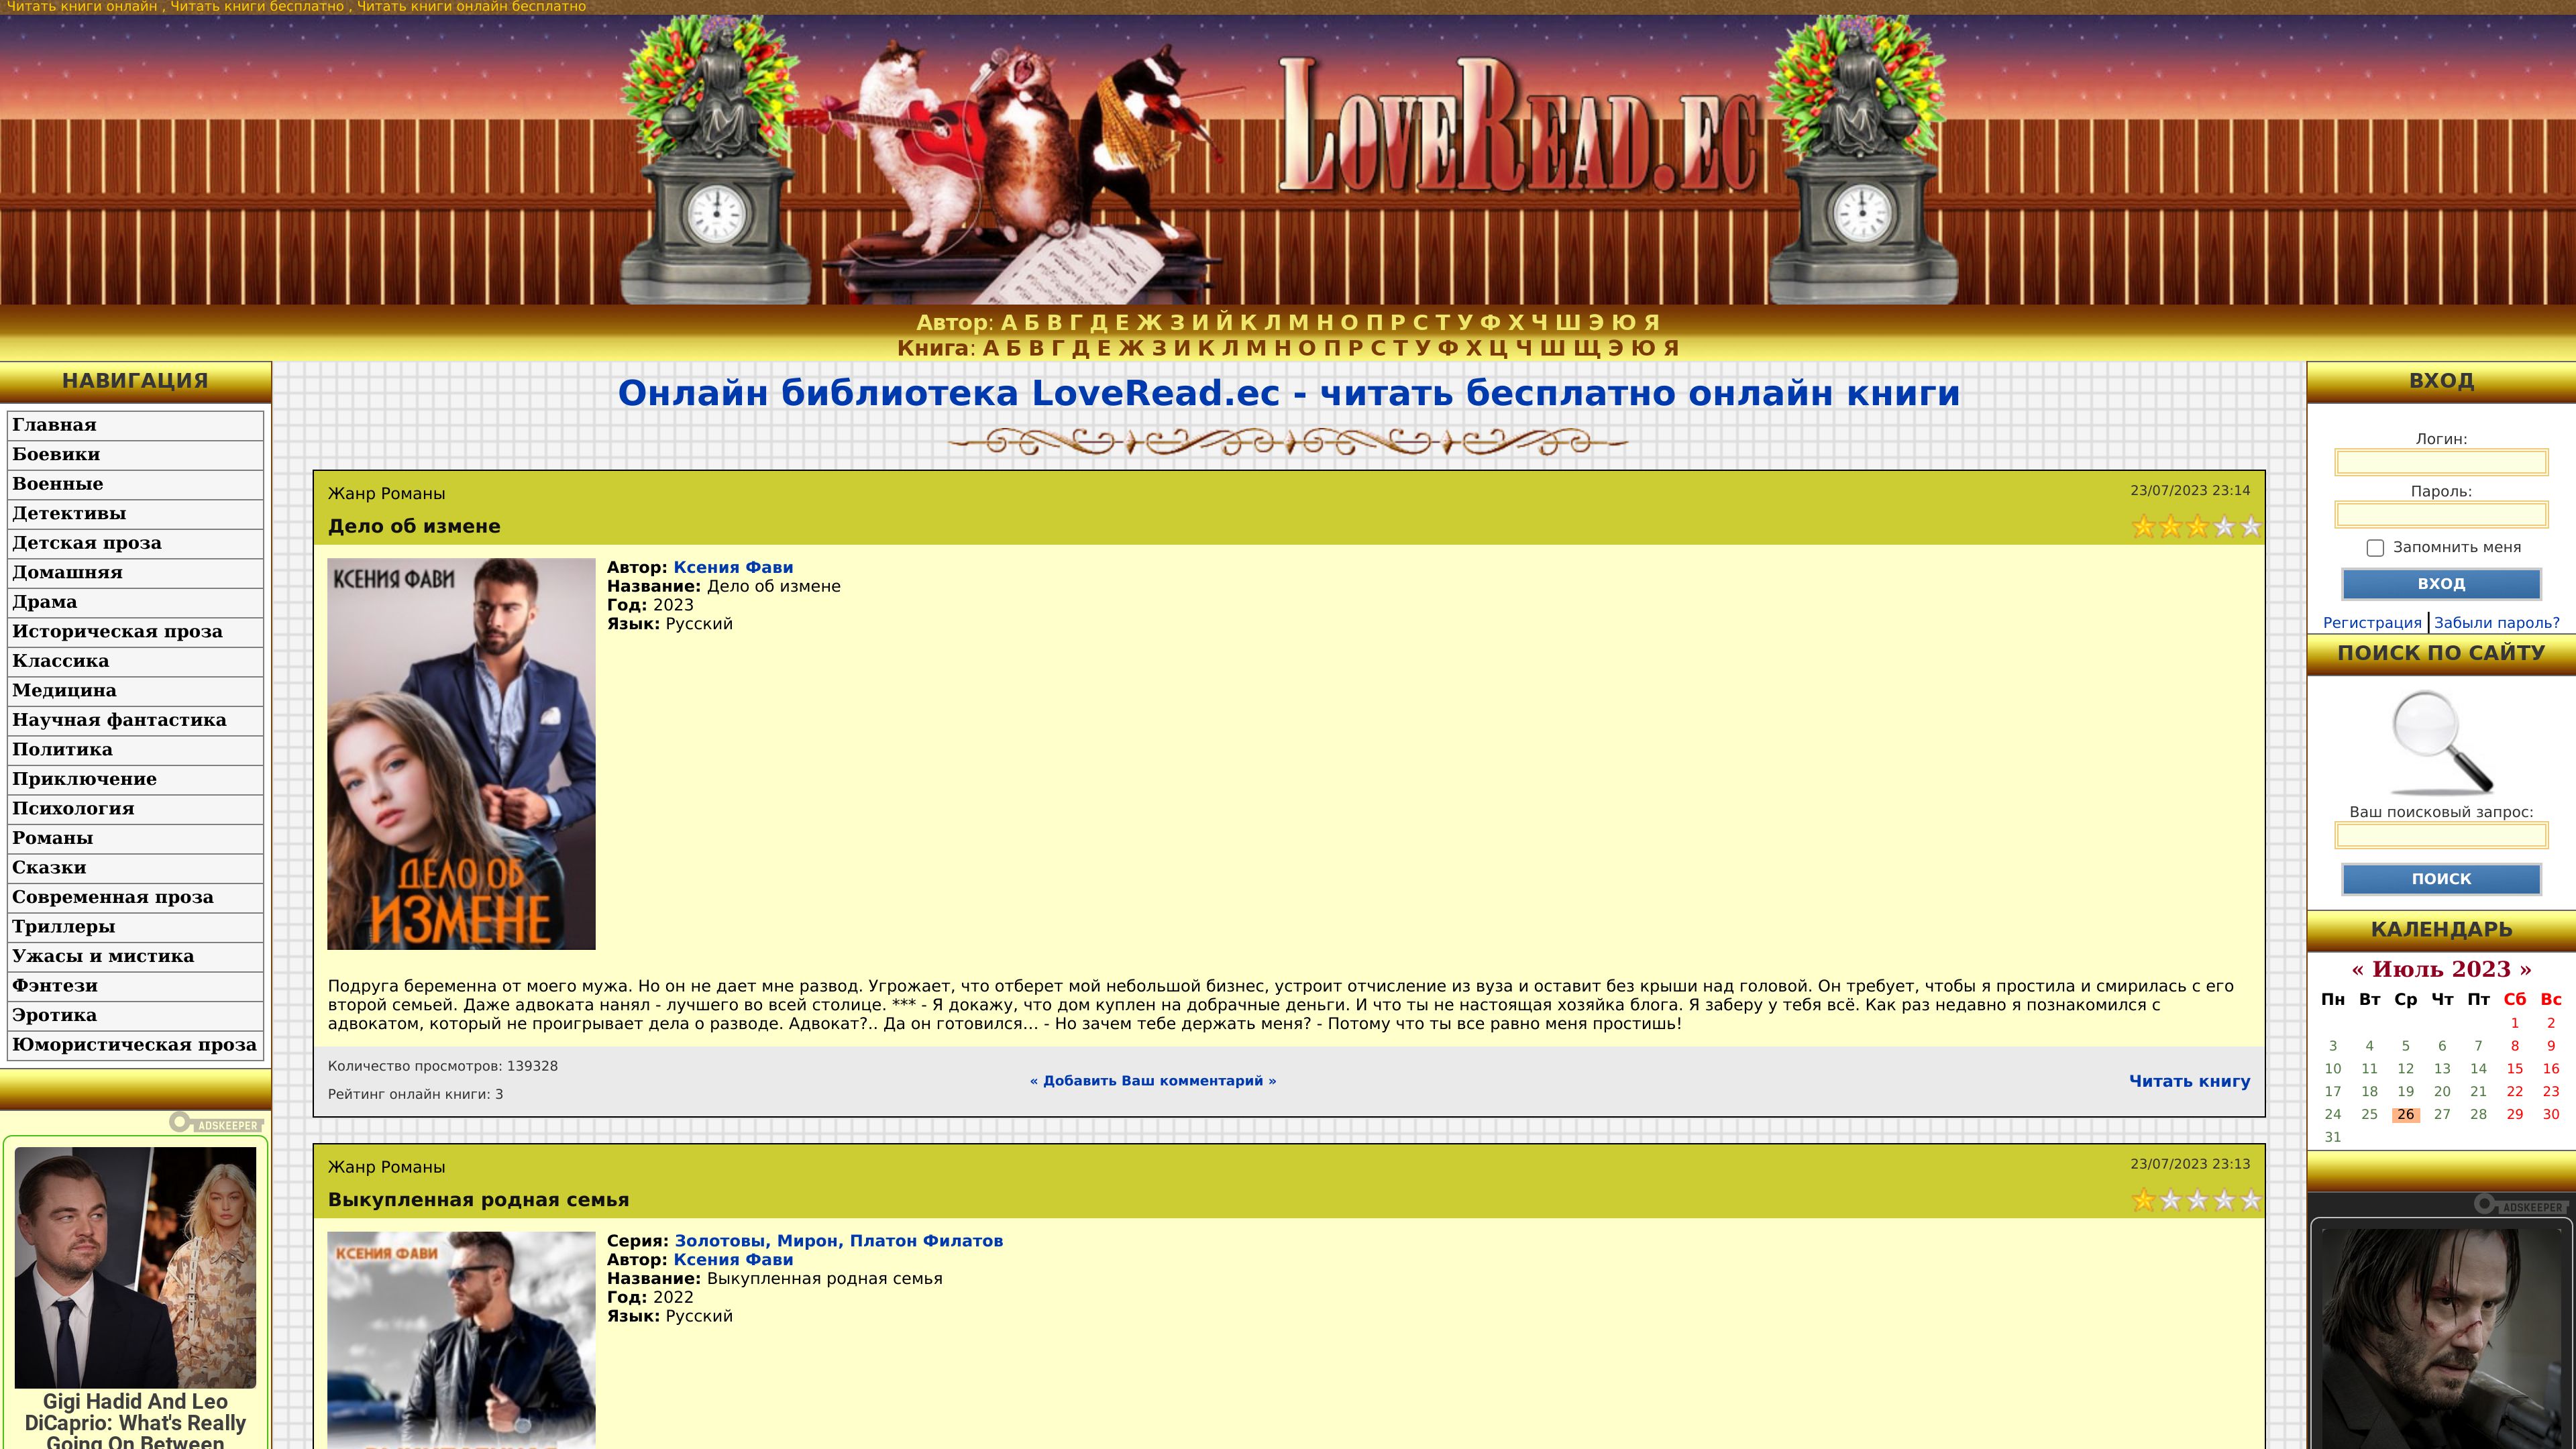 Читать книги онлайн , Читать книги бесплатно , Читать книги онлайн бесплатно
LOVEREAD.EC
Автор: А Б В Г Д Е Ж З И Й К Л М Н О П Р С Т У Ф Х Ч Ш Э Ю Я
Книга: А Б В Г Д Е Ж З И К Л М Н О П Р С Т У Ф Х Ц Ч Ш Щ Э Ю Я
НАВИГАЦИЯ
Главная
Боевики
Военные
Детективы
Детская проза
Домашняя
Драма
Историческая проза
Классика
Медицина
Научная фантастика
Политика
Приключение
Психология
Романы
Сказки
Современная проза
Триллеры
Ужасы и мистика
Фэнтези
Эротика
Юмористическая проза
ADSKEEPER
Gigi Hadid And Leo
DiCaprio: What's Really
Going On Between
Онлайн библиотека LoveRead.ec - читать бесплатно онлайн книги
Жанр Романы
23/07/2023 23:14
Дело об измене
КСЕНИЯ ФАВИ
ДЕЛО ОБ
ИЗМЕНЕ
Автор: Ксения Фави
Название: Дело об измене
Год: 2023
Язык: Русский
Подруга беременна от моего мужа. Но он не дает мне развод. Угрожает, что отберет мой небольшой бизнес, устроит отчисление из вуза и оставит без крыши над головой. Он требует, чтобы я простила и смирилась с его
второй семьей. Даже адвоката нанял - лучшего во всей столице. *** - Я докажу, что дом куплен на добрачные деньги. И что ты не настоящая хозяйка блога. Я заберу у тебя всё. Как раз недавно я познакомился с
адвокатом, который не проигрывает дела о разводе. Адвокат?.. Да он готовился... - Но зачем тебе держать меня? - Потому что ты все равно меня простишь!
Количество просмотров: 139328
Рейтинг онлайн книги: 3
« Добавить Ваш комментарий »
Читать книгу
Жанр Романы
23/07/2023 23:13
Выкупленная родная семья
КСЕНИЯ ФАВИ
Серия: Золотовы, Мирон, Платон Филатов
Автор: Ксения Фави
Название: Выкупленная родная семья
Год: 2022
Язык: Русский
ВХОД
Логин:
Пароль:
Запомнить меня
ВХОД
Регистрация | Забыли пароль?
ПОИСК ПО САЙТУ
Ваш поисковый запрос:
ПОИСК
КАЛЕНДАРЬ
« Июль 2023 »
Пн Вт Ср Чт Пт Сб Вс
1 2
3 4 5 6 7 8 9
10 11 12 13 14 15 16
17 18 19 20 21 22 23
24 25 26 27 28 29 30
31
ADSKEEPER